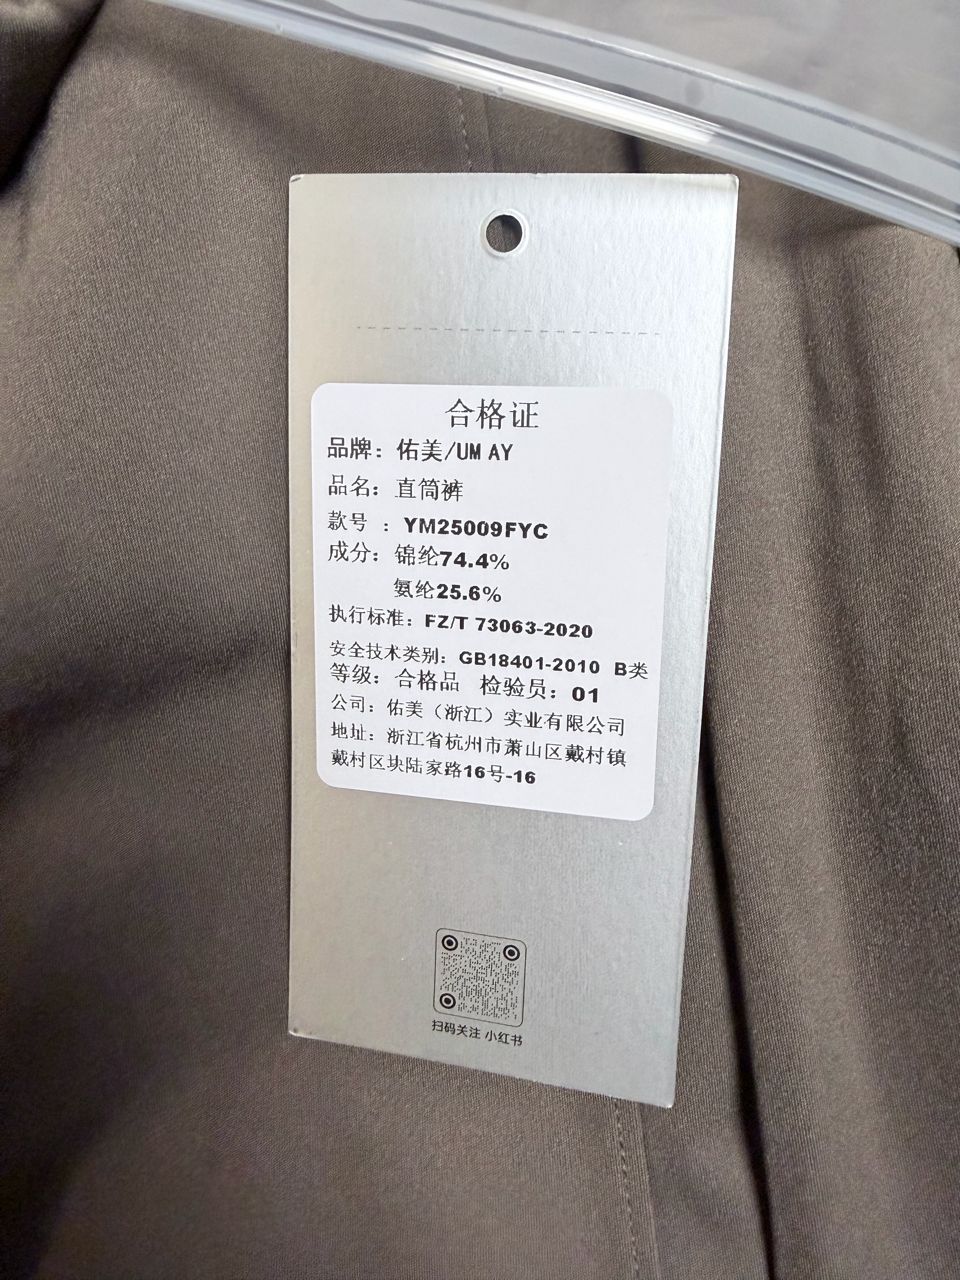 合格证
品牌：佑美/UM AY
品名：直筒裤
款号 ：YM25009FYC
成分：锦纶74.4%
氨纶25.6%
执行标准：FZ/T 73063-2020
安全技术类别：GB18401-2010 B类
等级：合格品 检验员：01
公司：佑美（浙江）实业有限公司
地址：浙江省杭州市萧山区戴村镇
戴村区块陆家路16号-16
扫码关注 小红书